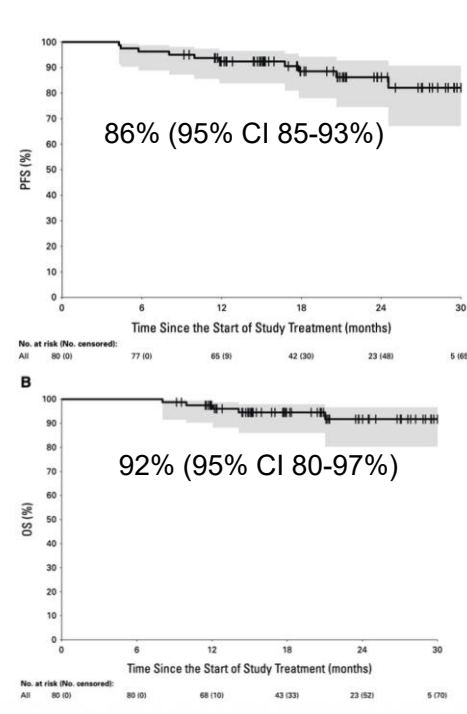 100
90
80
70
60
50
40
30
20
10
0
PFS (%)
86% (95% CI 85-93%)
0 6 12 18 24 30
Time Since the Start of Study Treatment (months)
No. at risk (No. censored):
All 80 (0) 77 (0) 65 (9) 42 (30) 23 (48) 5 (65
B
100
90
80
70
60
50
40
30
20
10
0
OS (%)
92% (95% CI 80-97%)
0 6 12 18 24 30
Time Since the Start of Study Treatment (months)
No. at risk (No. censored):
All 80 (0) 80 (0) 68 (10) 43 (33) 23 (52) 5 (70)